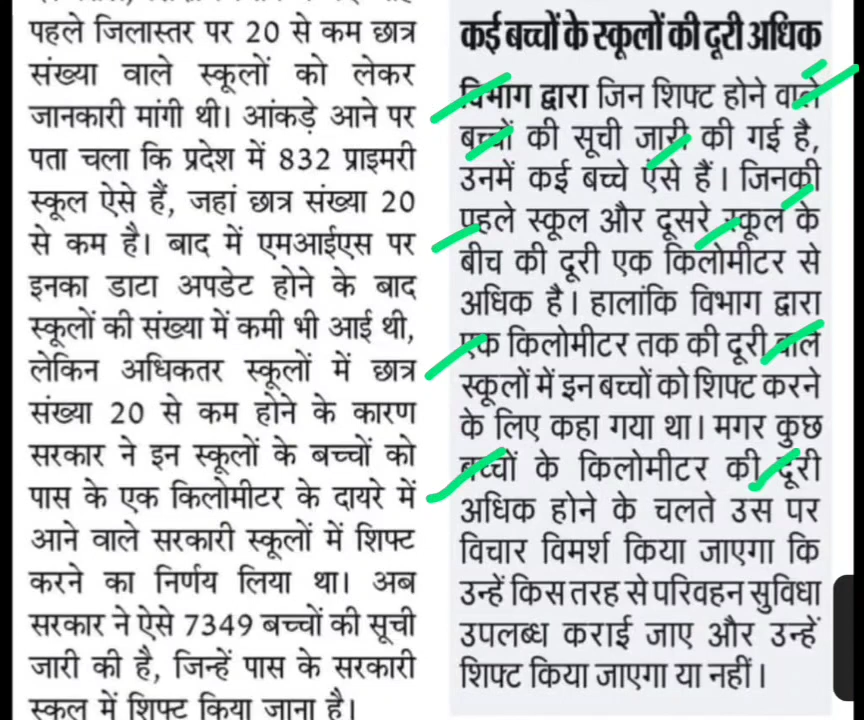 पहले जिलास्तर पर 20 से कम छात्र
संख्या वाले स्कूलों को लेकर
जानकारी मांगी थी। आंकड़े आने पर
पता चला कि प्रदेश में 832 प्राइमरी
स्कूल ऐसे हैं, जहां छात्र संख्या 20
से कम है। बाद में एमआईएस पर
इनका डाटा अपडेट होने के बाद
स्कूलों की संख्या में कमी भी आई थी,
लेकिन अधिकतर स्कूलों में छात्र
संख्या 20 से कम होने के कारण
सरकार ने इन स्कूलों के बच्चों को
पास के एक किलोमीटर के दायरे में
आने वाले सरकारी स्कूलों में शिफ्ट
करने का निर्णय लिया था। अब
सरकार ने ऐसे 7349 बच्चों की सूची
जारी की है, जिन्हें पास के सरकारी
स्कूल में शिफ्ट किया जाना है।
कई बच्चों के स्कूलों की दूरी अधिक
विभाग द्वारा जिन शिफ्ट होने वाले
बच्चों की सूची जारी की गई है,
उनमें कई बच्चे ऐसे हैं। जिनकी
पहले स्कूल और दूसरे स्कूल के
बीच की दूरी एक किलोमीटर से
अधिक है। हालांकि विभाग द्वारा
एक किलोमीटर तक की दूरी वाले
स्कूलों में इन बच्चों को शिफ्ट करने
के लिए कहा गया था। मगर कुछ
बच्चों के किलोमीटर की दूरी
अधिक होने के चलते उस पर
विचार विमर्श किया जाएगा कि
उन्हें किस तरह से परिवहन सुविधा
उपलब्ध कराई जाए और उन्हें
शिफ्ट किया जाएगा या नहीं।